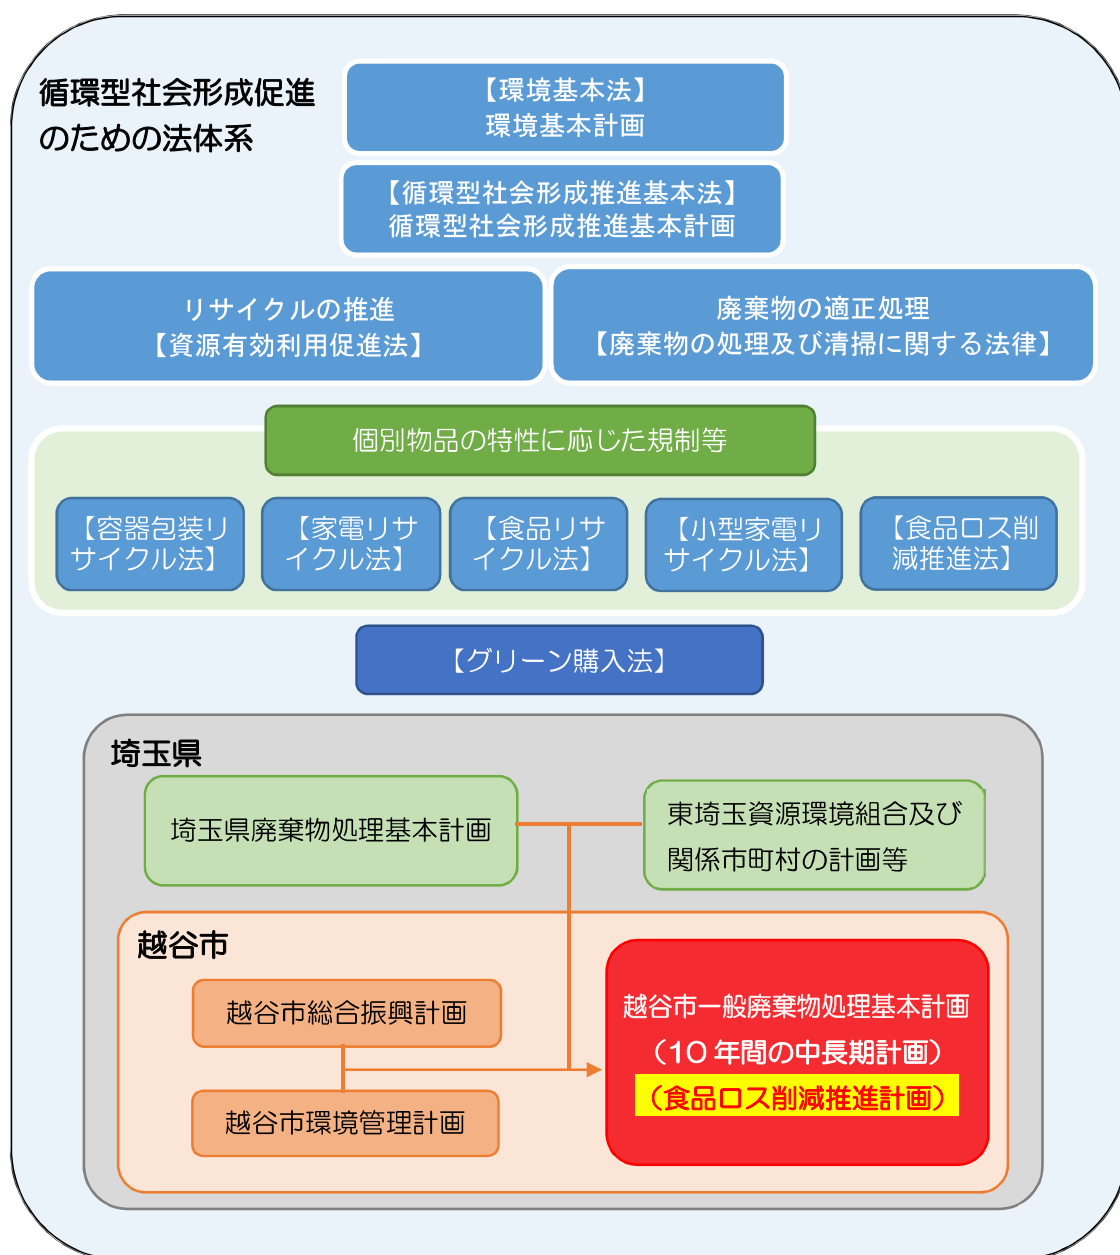 循環型社会形成促進
のための法体系
【環境基本法】
環境基本計画
【循環型社会形成推進基本法】
循環型社会形成推進基本計画
リサイクルの推進
【資源有効利用促進法】
廃棄物の適正処理
【廃棄物の処理及び清掃に関する法律】
個別物品の特性に応じた規制等
【容器包装リ
サイクル法】
【家電リサ
イクル法】
【食品リサ
イクル法】
【小型家電リ
サイクル法】
【食品ロス削
減推進法】
【グリーン購入法】
埼玉県
埼玉県廃棄物処理基本計画
東埼玉資源環境組合及び
関係市町村の計画等
越谷市
越谷市総合振興計画
越谷市環境管理計画
越谷市一般廃棄物処理基本計画
（10 年間の中長期計画）
（食品ロス削減推進計画）